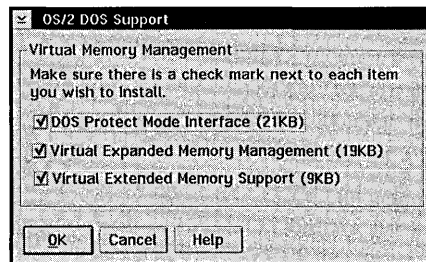 OS/2 DOS Support
Virtual Memory Management
Make sure there is a check mark next to each item
you wish to Install.
DOS Protect Mode Interface (21KB)
Virtual Expanded Memory Management (19KB)
Virtual Extended Memory Support (9KB)
OK Cancel Help